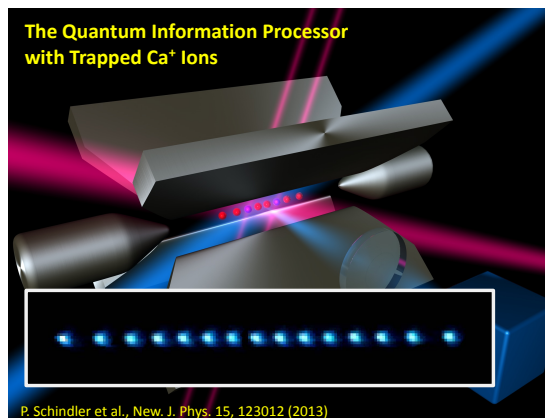 The Quantum Information Processor
with Trapped Ca⁺ Ions
P. Schindler et al., New. J. Phys. 15, 123012 (2013)